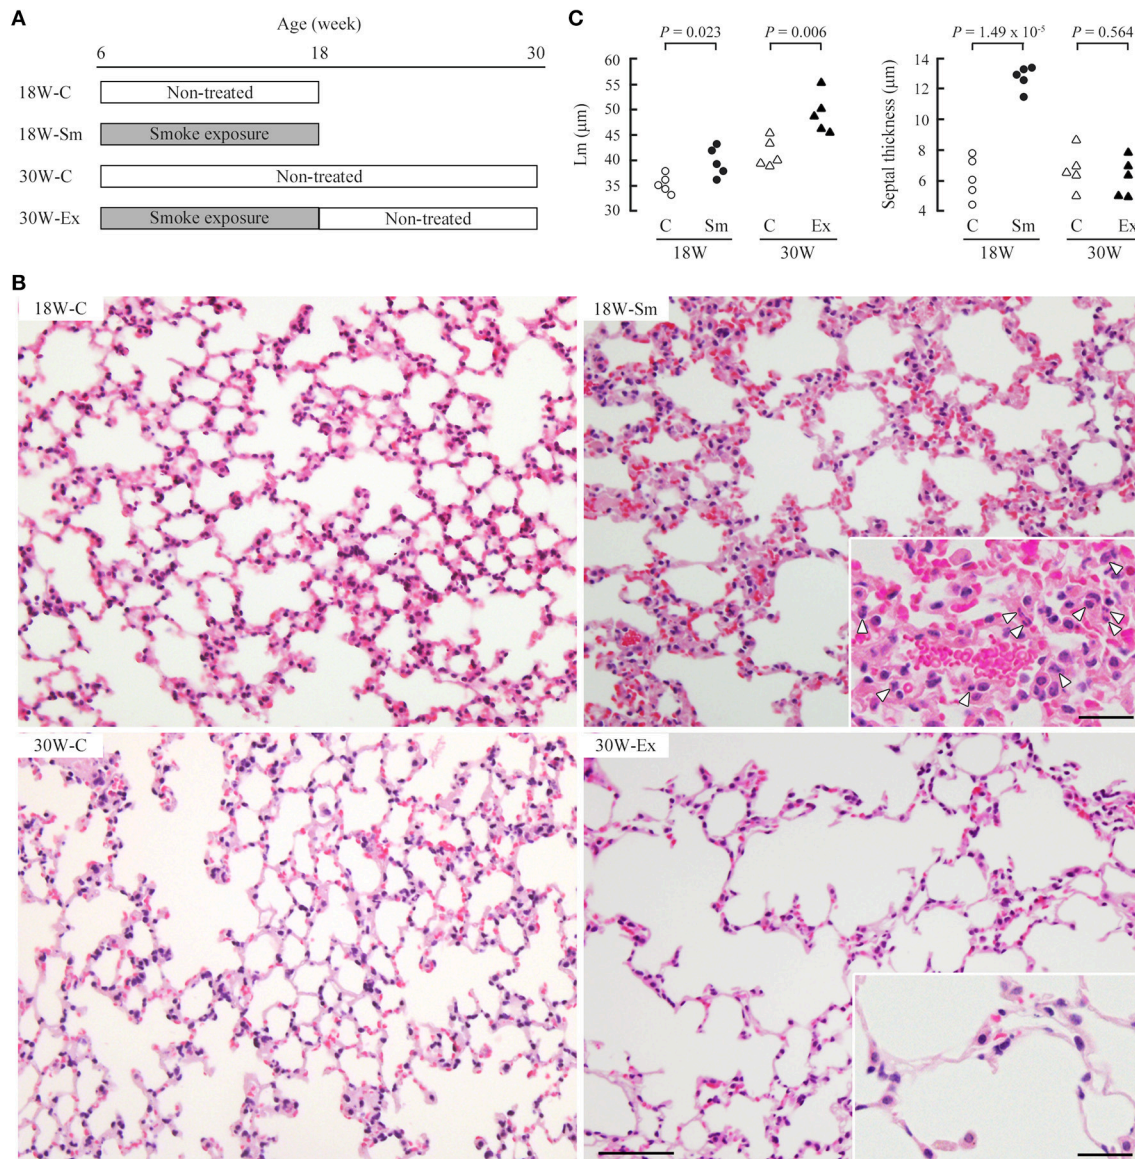 A
Age (week)
6 18 30
18W-C Non-treated
18W-Sm Smoke exposure
30W-C Non-treated
30W-Ex Smoke exposure Non-treated
C
P = 0.023 P = 0.006
Lm (µm)
60
55
50
45
40
35
30
C Sm C Ex
18W 30W
P = 1.49 x 10⁻⁵ P = 0.564
Septal thickness (µm)
14
12
10
8
6
4
C Sm C Ex
18W 30W
B
18W-C 18W-Sm
30W-C 30W-Ex